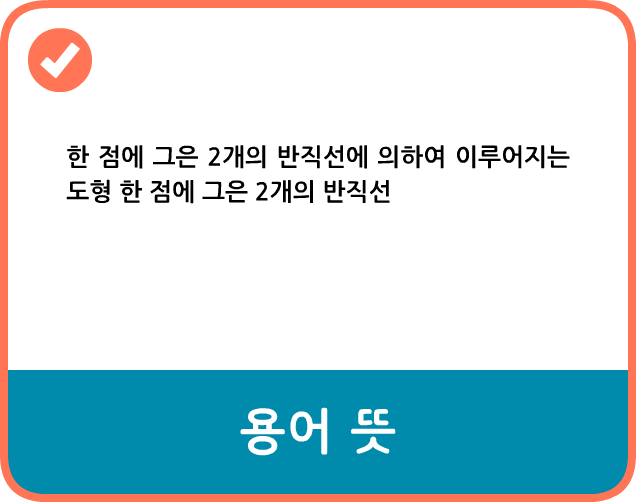 한 점에 그은 2개의 반직선에 의하여 이루어지는
도형 한 점에 그은 2개의 반직선
용어 뜻